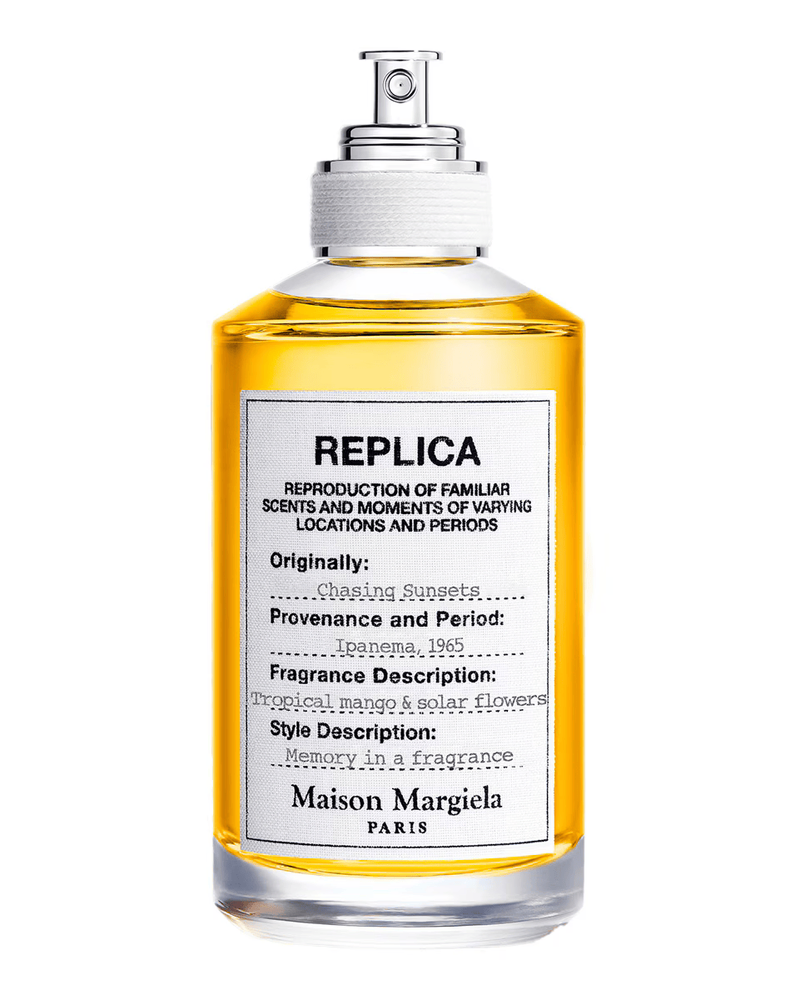 REPLICA
REPRODUCTION OF FAMILIAR
SCENTS AND MOMENTS OF VARYING
LOCATIONS AND PERIODS
Originally:
Chasing Sunsets
Provenance and Period:
Ipanema, 1965
Fragrance Description:
Tropical mango & solar flowers
Style Description:
Memory in a fragrance
Maison Margiela
PARIS